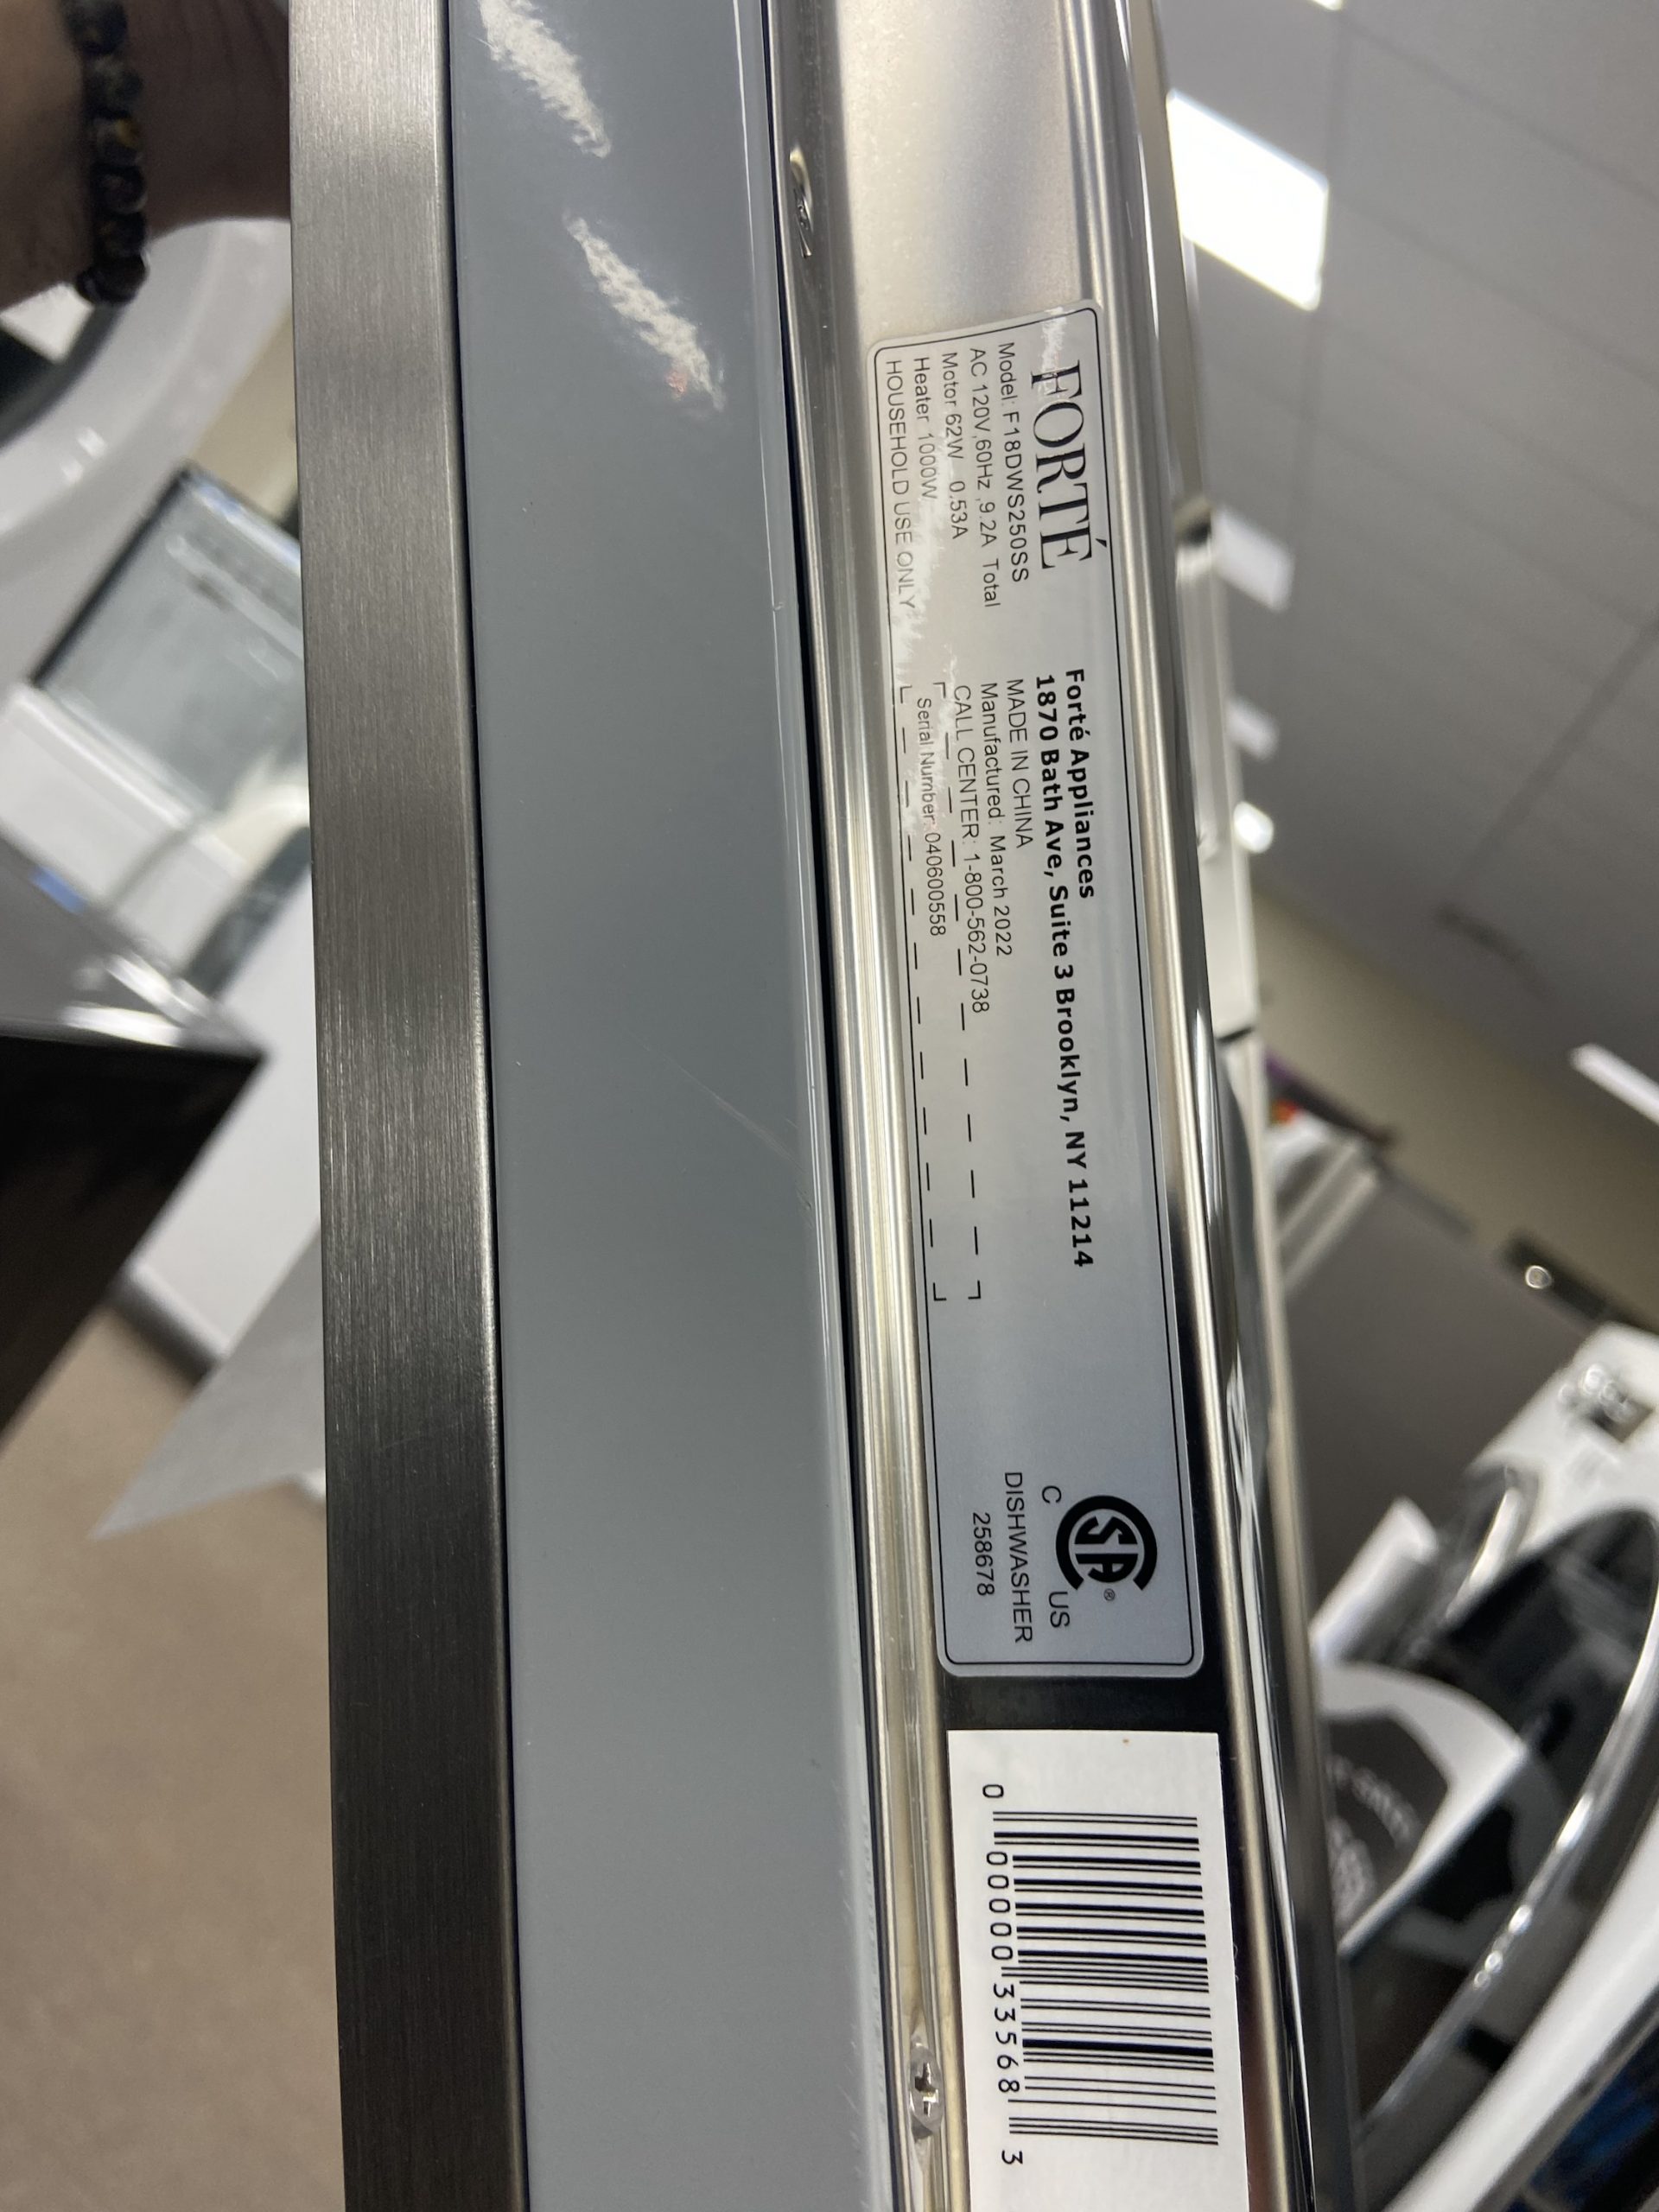 FORTÉ
Model: F18DWS250SS
AC 120V,60Hz ,9.2A Total
Motor 62W 0.53A
Heater 1000W
HOUSEHOLD USE ONLY
Forté Appliances
1870 Bath Ave, Suite 3 Brooklyn, NY 11214
MADE IN CHINA
Manufactured: March 2022
CALL CENTER: 1-800-562-0738
Serial Number: 040600558
SA®
C US
DISHWASHER
258678
0 00000 33568 3